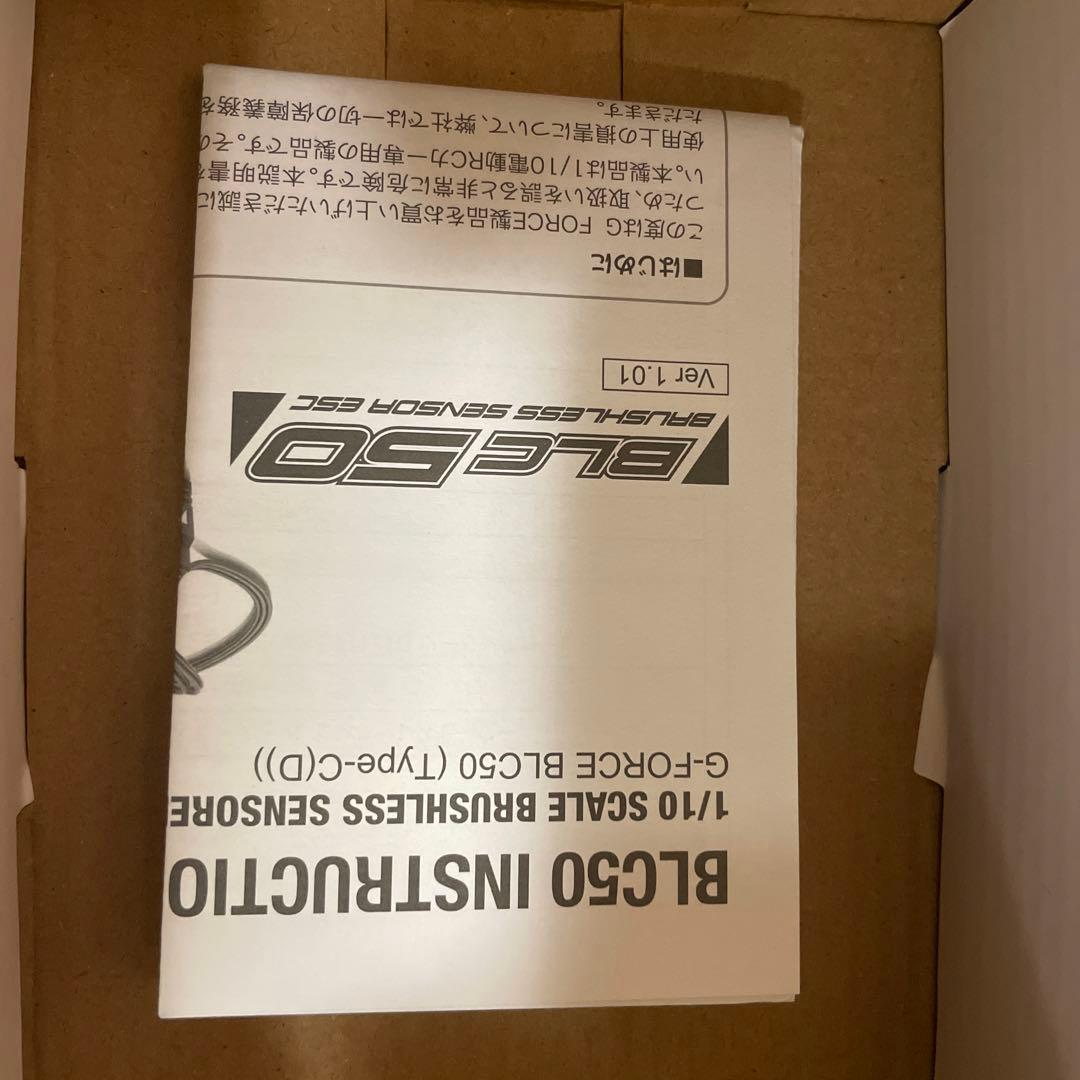 BLC50 INSTRUCTIO
1/10 SCALE BRUSHLESS SENSORE
G-FORCE BLC50 (Type-C(D))
BLC50
BRUSHLESS SENSOR ESC
Ver 1.01
■はじめに
この度はG FORCE製品をお買い上げいただき誠に
つため、取扱いを誤ると非常に危険です。本説明書を
い。本製品は1/10電動RCカー専用の製品です。その
使用上の損害について、弊社では一切の保障義務を
ただきます。